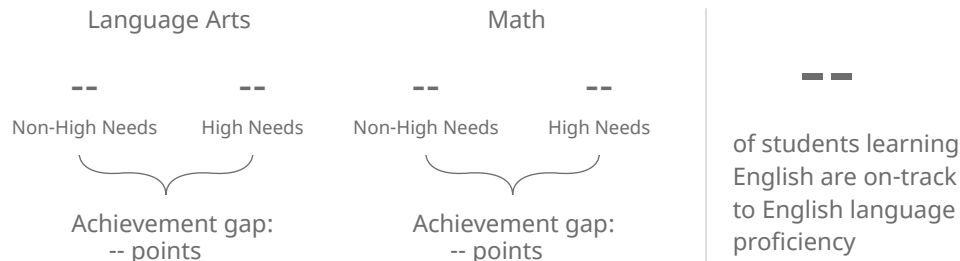 Language Arts
Math
-- -- -- --
Non-High Needs High Needs Non-High Needs High Needs
Achievement gap:
-- points
Achievement gap:
-- points
--
of students learning
English are on-track
to English language
proficiency